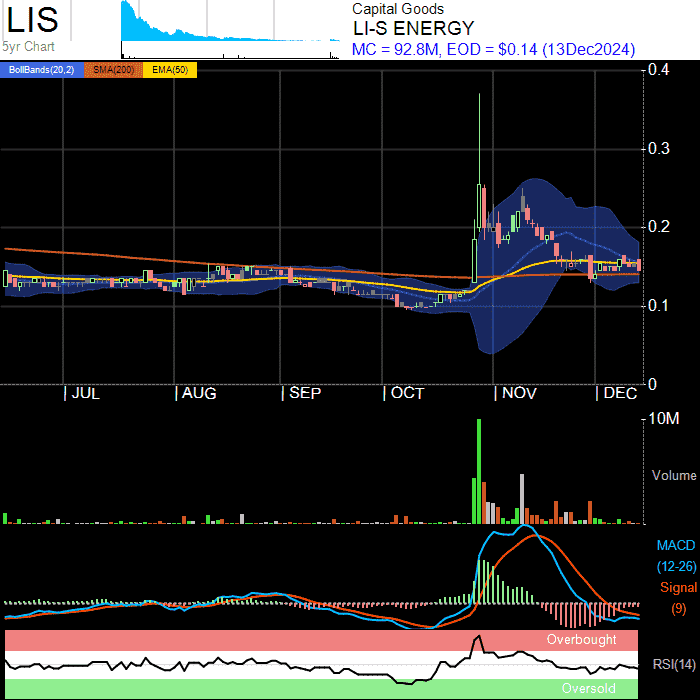 LIS
5yr Chart
Capital Goods
LI-S ENERGY
MC = 92.8M, EOD = $0.14 (13Dec2024)
BollBands(20,2) SMA(200) EMA(50)
0.4
0.3
0.2
0.1
0
JUL AUG SEP OCT NOV DEC
10M
Volume
MACD
(12-26)
Signal
(9)
Overbought
RSI(14)
Oversold